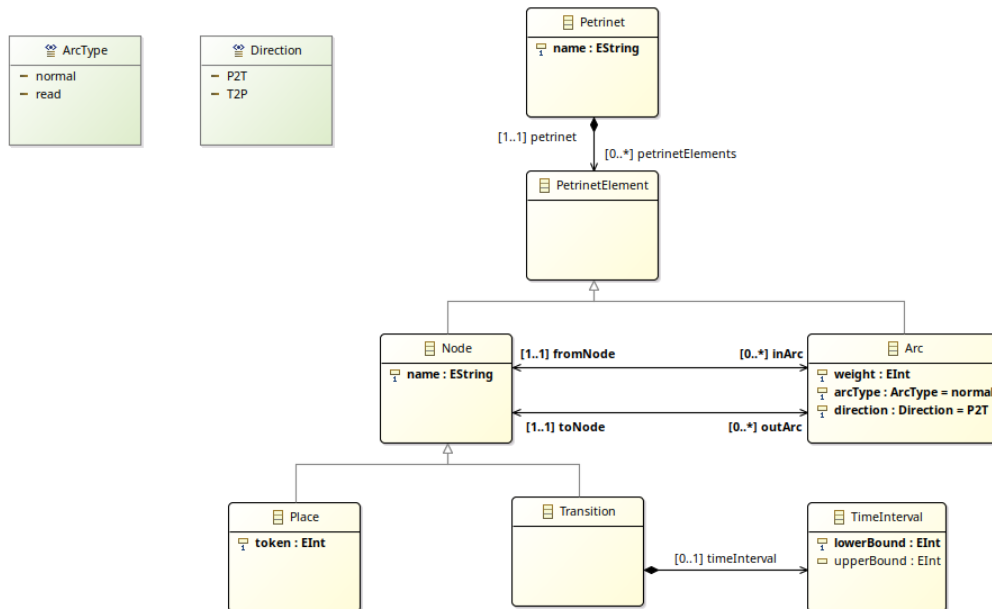 Petrinet
name : EString
ArcType
normal
read
Direction
P2T
T2P
[1..1] petrinet
[0..*] petrinetElements
PetrinetElement
Node
name : EString
[1..1] fromNode
[0..*] inArc
[1..1] toNode
[0..*] outArc
Arc
weight : EInt
arcType : ArcType = normal
direction : Direction = P2T
Place
token : EInt
Transition
[0..1] timeInterval
TimeInterval
lowerBound : EInt
upperBound : EInt